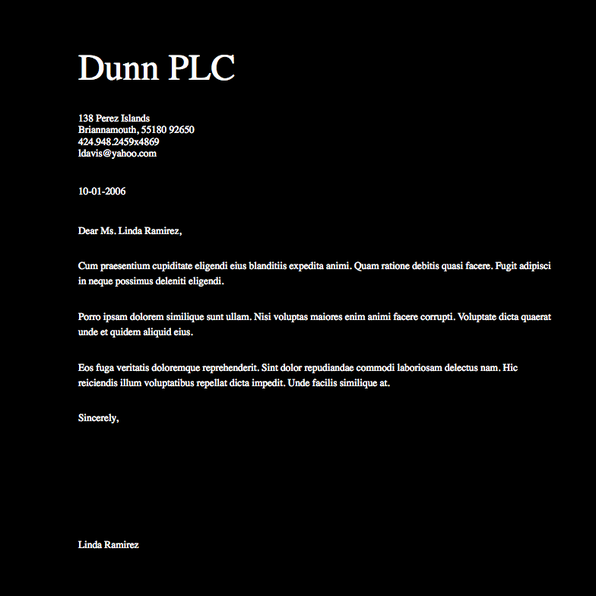 Dunn PLC
138 Perez Islands
Briannamouth, 55180 92650
424.948.2459x4869
ldavis@yahoo.com
10-01-2006
Dear Ms. Linda Ramirez,
Cum praesentium cupiditate eligendi eius blanditiis expedita animi. Quam ratione debitis quasi facere. Fugit adipisci
in neque possimus deleniti eligendi.
Porro ipsam dolorem similique sunt ullam. Nisi voluptas maiores enim animi facere corrupti. Voluptate dicta quaerat
unde et quidem aliquid eius.
Eos fuga veritatis doloremque reprehenderit. Sint dolor repudiandae commodi laboriosam delectus nam. Hic
reiciendis illum voluptatibus repellat dicta impedit. Unde facilis similique at.
Sincerely,
Linda Ramirez